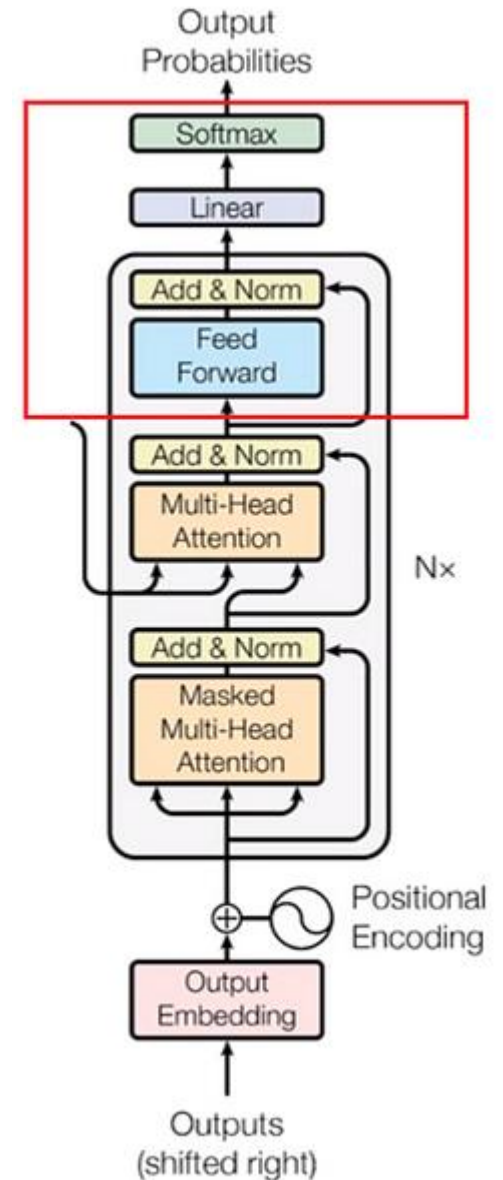 Output
Probabilities
Softmax
Linear
Add & Norm
Feed
Forward
Add & Norm
Multi-Head
Attention
N×
Add & Norm
Masked
Multi-Head
Attention
Positional
Encoding
Output
Embedding
Outputs
(shifted right)